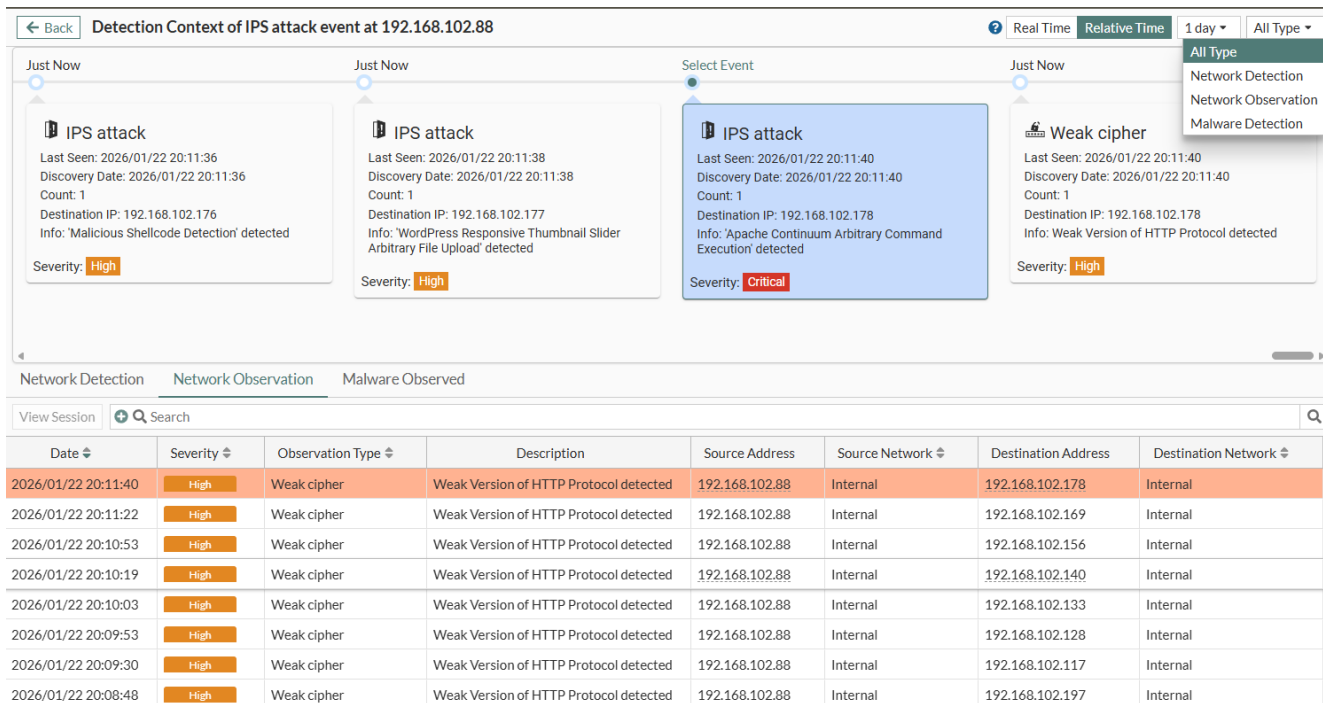 ← Back Detection Context of IPS attack event at 192.168.102.88 ? Real Time Relative Time 1 day All Type
All Type
Network Detection
Network Observation
Malware Detection
Just Now
IPS attack
Last Seen: 2026/01/22 20:11:36
Discovery Date: 2026/01/22 20:11:36
Count: 1
Destination IP: 192.168.102.176
Info: 'Malicious Shellcode Detection' detected
Severity: High
Just Now
IPS attack
Last Seen: 2026/01/22 20:11:38
Discovery Date: 2026/01/22 20:11:38
Count: 1
Destination IP: 192.168.102.177
Info: 'WordPress Responsive Thumbnail Slider
Arbitrary File Upload' detected
Severity: High
Select Event
IPS attack
Last Seen: 2026/01/22 20:11:40
Discovery Date: 2026/01/22 20:11:40
Count: 1
Destination IP: 192.168.102.178
Info: 'Apache Continuum Arbitrary Command
Execution' detected
Severity: Critical
Just Now
Weak cipher
Last Seen: 2026/01/22 20:11:40
Discovery Date: 2026/01/22 20:11:40
Count: 1
Destination IP: 192.168.102.178
Info: Weak Version of HTTP Protocol detected
Severity: High
Network Detection Network Observation Malware Observed
View Session Search
Date Severity Observation Type Description Source Address Source Network Destination Address Destination Network
2026/01/22 20:11:40 High Weak cipher Weak Version of HTTP Protocol detected 192.168.102.88 Internal 192.168.102.178 Internal
2026/01/22 20:11:22 High Weak cipher Weak Version of HTTP Protocol detected 192.168.102.88 Internal 192.168.102.169 Internal
2026/01/22 20:10:53 High Weak cipher Weak Version of HTTP Protocol detected 192.168.102.88 Internal 192.168.102.156 Internal
2026/01/22 20:10:19 High Weak cipher Weak Version of HTTP Protocol detected 192.168.102.88 Internal 192.168.102.140 Internal
2026/01/22 20:10:03 High Weak cipher Weak Version of HTTP Protocol detected 192.168.102.88 Internal 192.168.102.133 Internal
2026/01/22 20:09:53 High Weak cipher Weak Version of HTTP Protocol detected 192.168.102.88 Internal 192.168.102.128 Internal
2026/01/22 20:09:30 High Weak cipher Weak Version of HTTP Protocol detected 192.168.102.88 Internal 192.168.102.117 Internal
2026/01/22 20:08:48 High Weak cipher Weak Version of HTTP Protocol detected 192.168.102.88 Internal 192.168.102.197 Internal